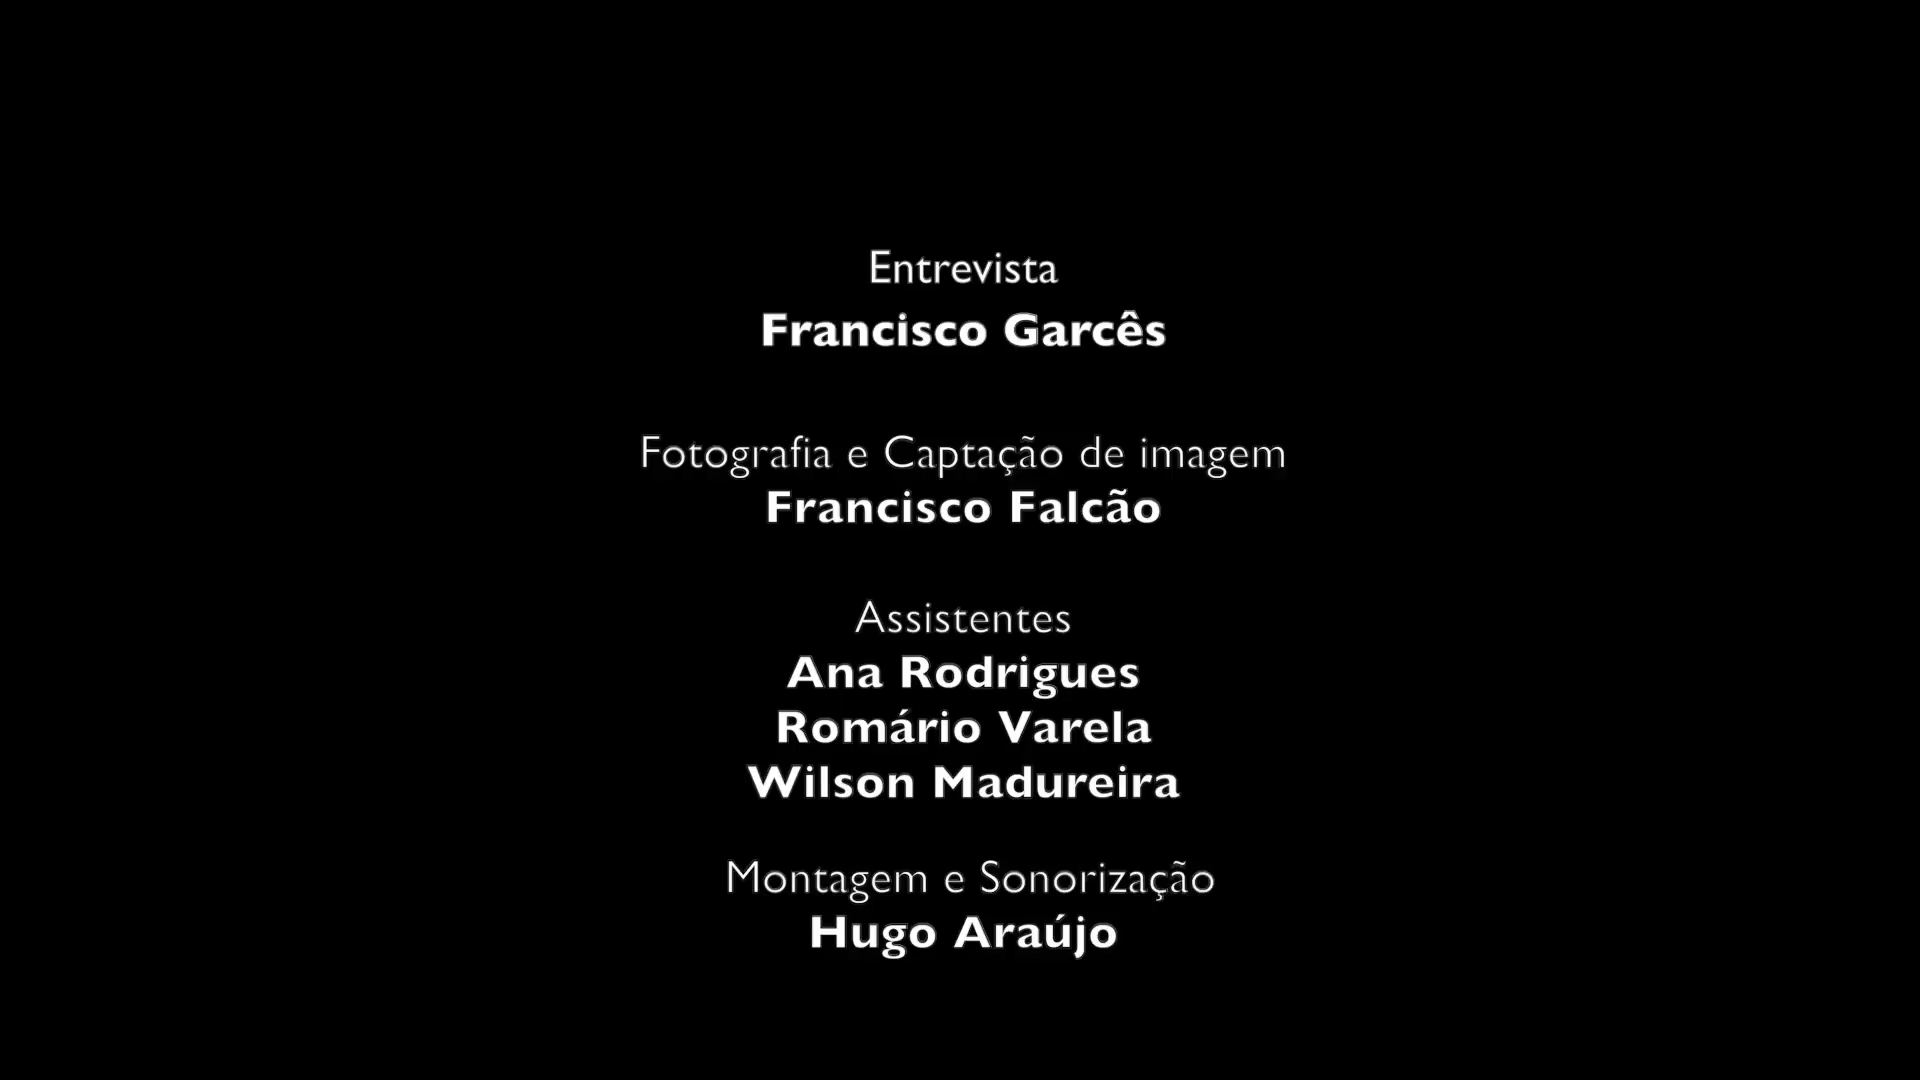 Entrevista
Francisco Garcês
Fotografia e Captação de imagem
Francisco Falcão
Assistentes
Ana Rodrigues
Romário Varela
Wilson Madureira
Montagem e Sonorização
Hugo Araújo